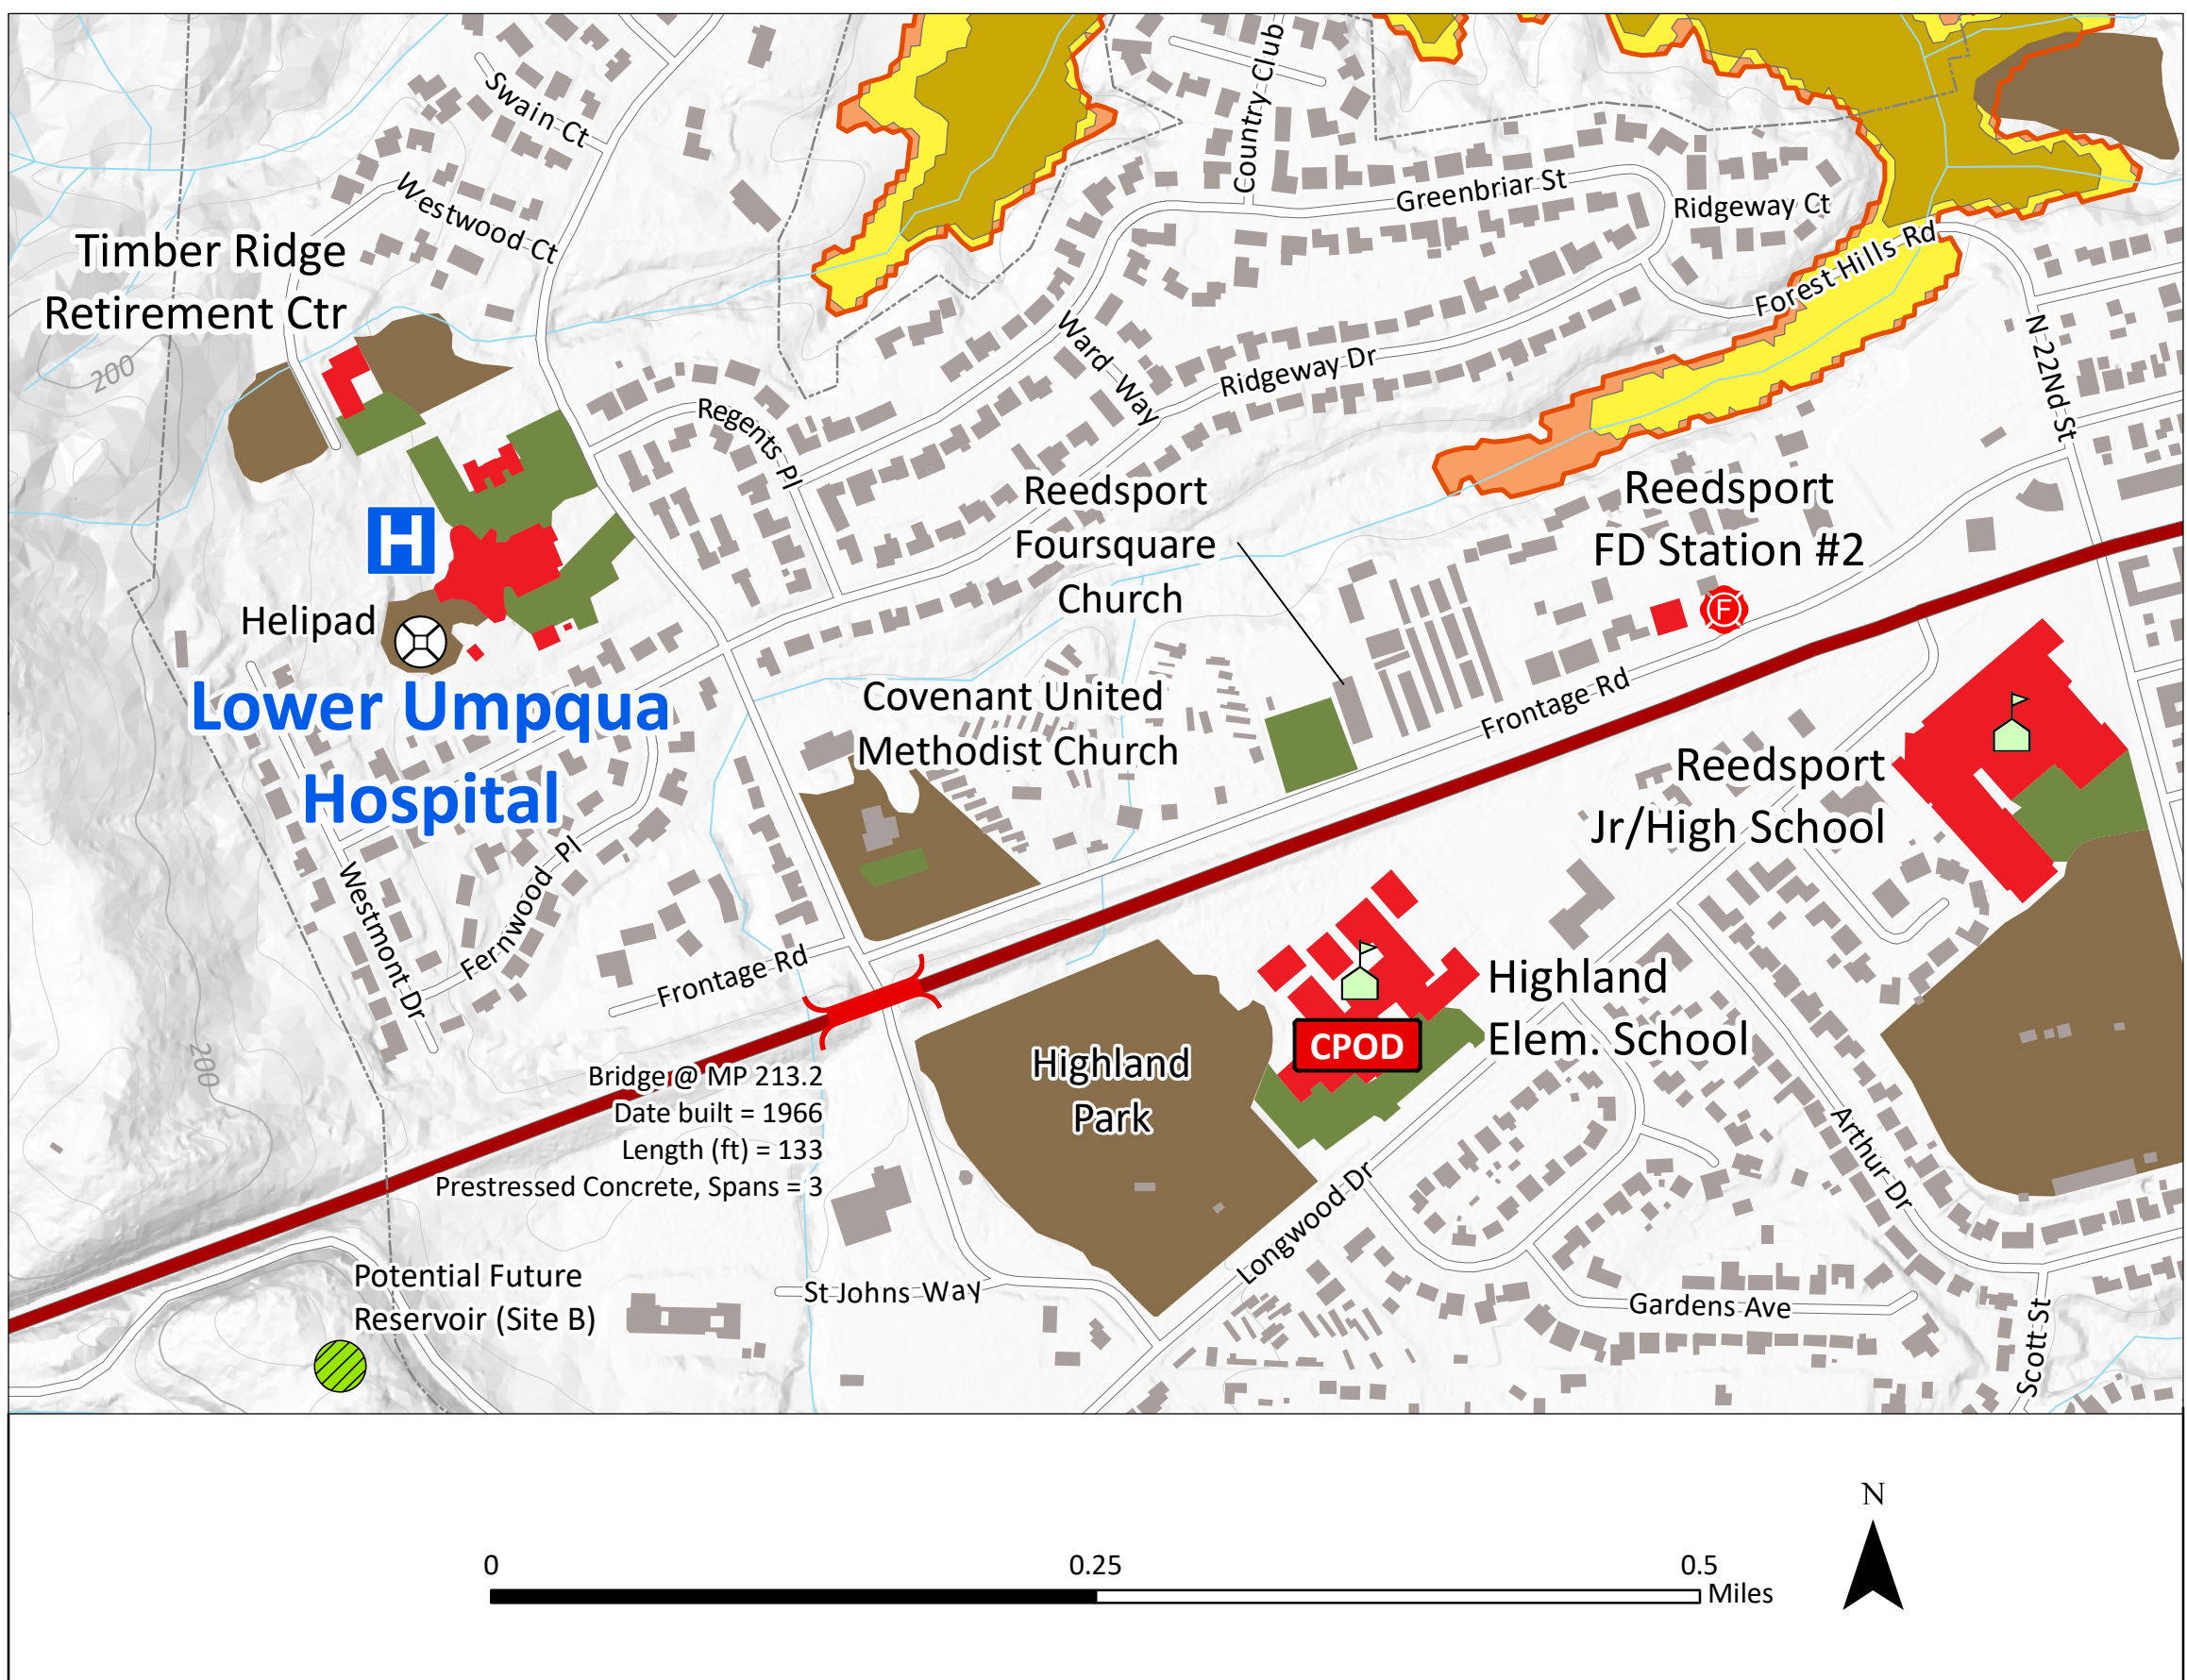 Swain Ct
Country Club
Westwood Ct
Greenbriar St
Ridgeway Ct
Timber Ridge
Retirement Ctr
Forest Hills Rd
N 22Nd St
200
Ward Way
Ridgeway Dr
Regents Pl
Reedsport
Foursquare
Church
Reedsport
FD Station #2
F
H
Helipad
Lower Umpqua
Hospital
Covenant United
Methodist Church
Frontage Rd
Reedsport
Jr/High School
Westmont Dr
Fernwood Pl
Frontage Rd
Highland
Elem. School
CPOD
Highland
Park
200
Bridge @ MP 213.2
Date built = 1966
Length (ft) = 133
Prestressed Concrete, Spans = 3
Arthur Dr
Longwood Dr
Potential Future
Reservoir (Site B)
St Johns Way
Gardens Ave
Scott St
N
0
0.25
0.5
Miles